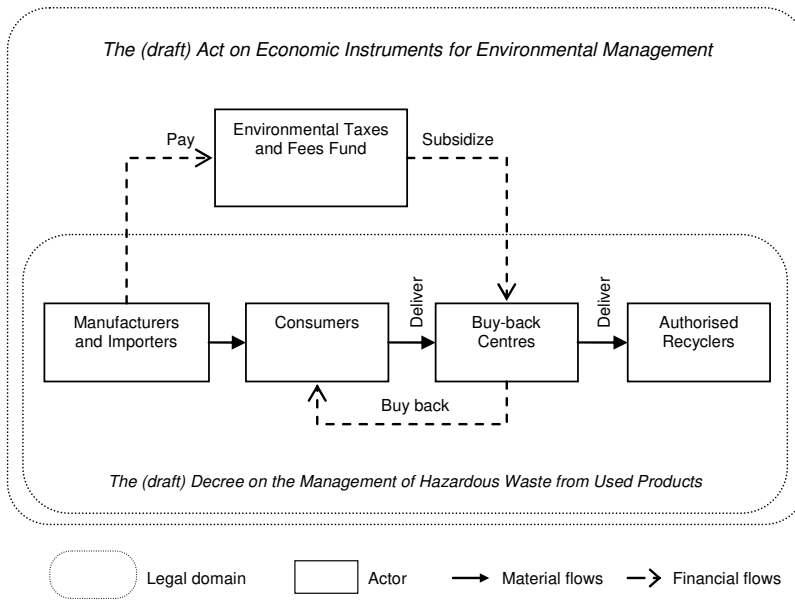 The (draft) Act on Economic Instruments for Environmental Management
Pay
Environmental Taxes
and Fees Fund
Subsidize
Manufacturers
and Importers
Consumers
Deliver
Buy-back
Centres
Deliver
Authorised
Recyclers
Buy back
The (draft) Decree on the Management of Hazardous Waste from Used Products
Legal domain
Actor
Material flows
Financial flows